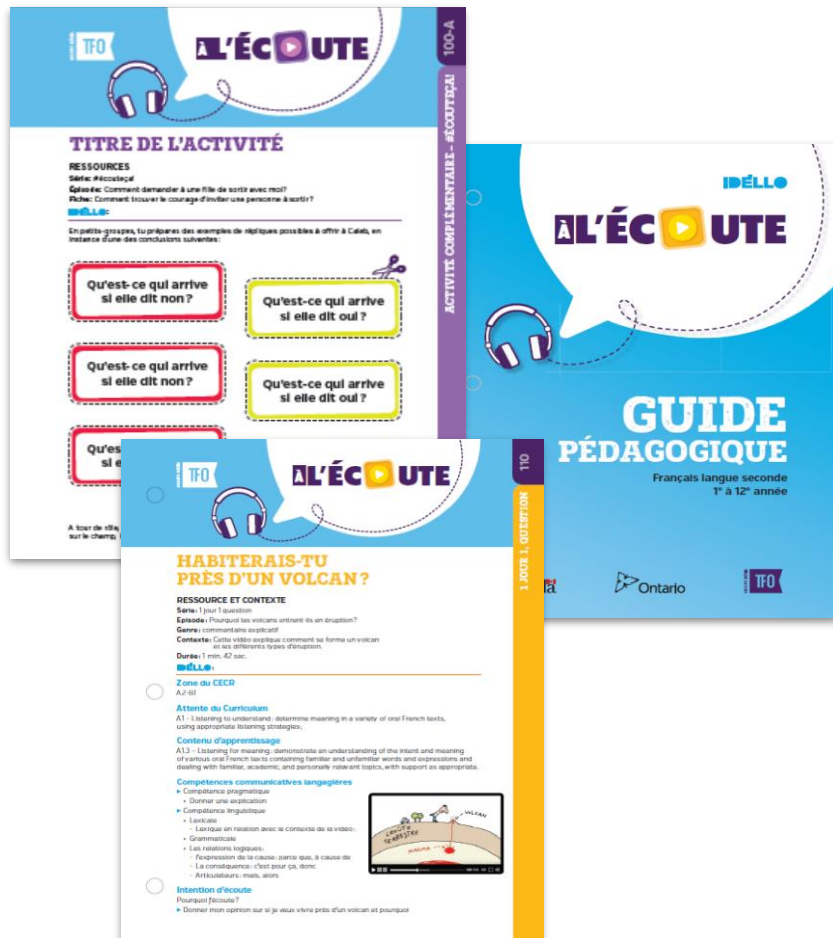 TFO
À L'ÉCOUTE
100-A
ACTIVITÉ COMPLÉMENTAIRE – #ÉCOUTEÇA!
TITRE DE L'ACTIVITÉ
RESSOURCES
Série: #écouteça!
Épisode: Comment demander à une fille de sortir avec moi?
Fiche: Comment trouver le courage d'inviter une personne à sortir?
IDÉLLO:
En petits-groupes, tu prépares des exemples de répliques possibles à offrir à Caleb, en
instance d'une des conclusions suivantes:
Qu'est-ce qui arrive
si elle dit non?
Qu'est-ce qui arrive
si elle dit oui?
Qu'est-ce qui arrive
si elle dit non?
Qu'est-ce qui arrive
si elle dit oui?
Qu'es
si e
A tour de rôle,
sur le champ,
IDÉLLO
À L'ÉCOUTE
GUIDE
PÉDAGOGIQUE
Français langue seconde
1e à 12e année
Ontario
TFO
TFO
À L'ÉCOUTE
110
1 JOUR 1, QUESTION
HABITERAIS-TU
PRÈS D'UN VOLCAN?
RESSOURCE ET CONTEXTE
Série: 1 jour 1 question
Épisode: Pourquoi les volcans entrent-ils en éruption?
Genre: commentaire explicatif
Contexte: Cette vidéo explique comment se forme un volcan
et ses différents types d'éruption.
Durée: 1 min. 42 sec.
IDÉLLO:
Zone du CECR
A2-B1
Attente du Curriculum
A1 – Listening to understand: determine meaning in a variety of oral French texts,
using appropriate listening strategies;
Contenu d'apprentissage
A1.3 – Listening for meaning: demonstrate an understanding of the intent and meaning
of various oral French texts containing familiar and unfamiliar words and expressions and
dealing with familiar, academic, and personally relevant topics, with support as appropriate.
Compétences communicatives langagières
▸ Compétence pragmatique
• Donner une explication
▸ Compétence linguistique
• Lexicale
- Lexique en relation avec le contexte de la vidéo:
• Grammaticale
• Les relations logiques:
- l'expression de la cause: parce que, à cause de
- La conséquence: c'est pour ça, donc
- Articulateurs: mais, alors
VOLCAN
CROÛTE
TERRESTRE
MAGMA
Intention d'écoute
Pourquoi j'écoute?
▸ Donner mon opinion sur si je veux vivre près d'un volcan et pourquoi